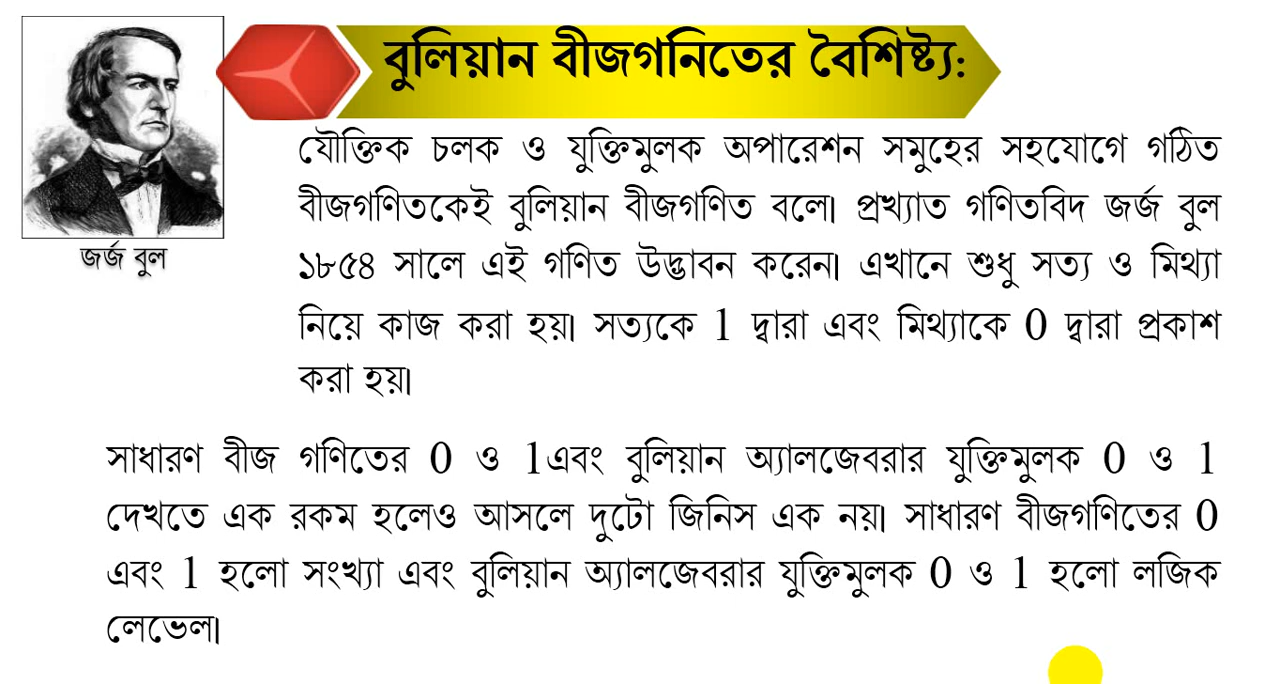 বুলিয়ান বীজগনিতের বৈশিষ্ট্য:
যৌক্তিক চলক ও যুক্তিমুলক অপারেশন সমুহের সহযোগে গঠিত
বীজগণিতকেই বুলিয়ান বীজগণিত বলে। প্রখ্যাত গণিতবিদ জর্জ বুল
১৮৫৪ সালে এই গণিত উদ্ভাবন করেন। এখানে শুধু সত্য ও মিথ্যা
নিয়ে কাজ করা হয়। সত্যকে 1 দ্বারা এবং মিথ্যাকে 0 দ্বারা প্রকাশ
করা হয়।
জর্জ বুল
সাধারণ বীজ গণিতের 0 ও 1এবং বুলিয়ান অ্যালজেবরার যুক্তিমুলক 0 ও 1
দেখতে এক রকম হলেও আসলে দুটো জিনিস এক নয়। সাধারণ বীজগণিতের 0
এবং 1 হলো সংখ্যা এবং বুলিয়ান অ্যালজেবরার যুক্তিমুলক 0 ও 1 হলো লজিক
লেভেল।